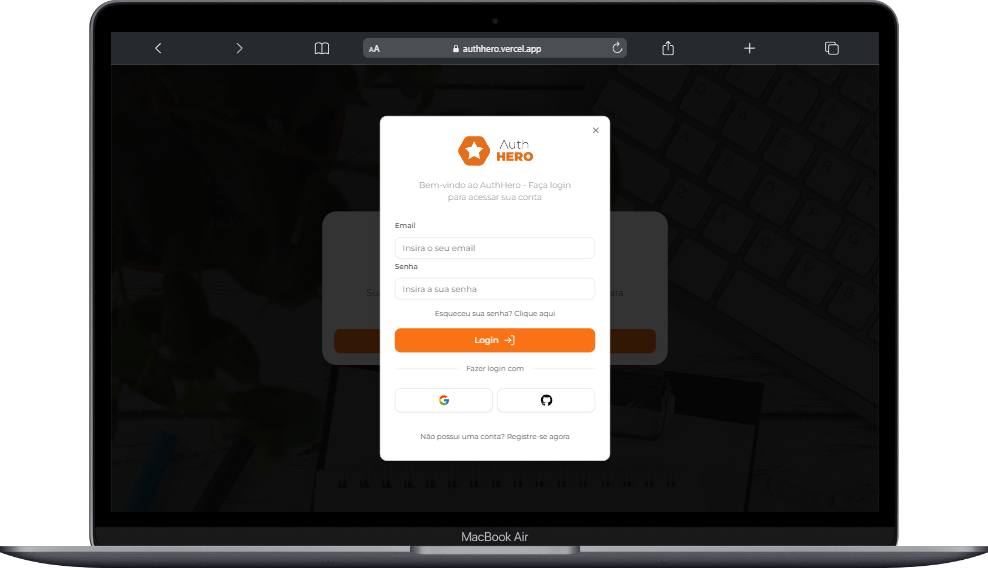 AA
authhero.vercel.app
Auth
HERO
Bem-vindo ao AuthHero - Faça login
para acessar sua conta
Email
Insira o seu email
Senha
Insira a sua senha
Esqueceu sua senha? Clique aqui
Login
Fazer login com
Não possui uma conta? Registre-se agora
MacBook Air